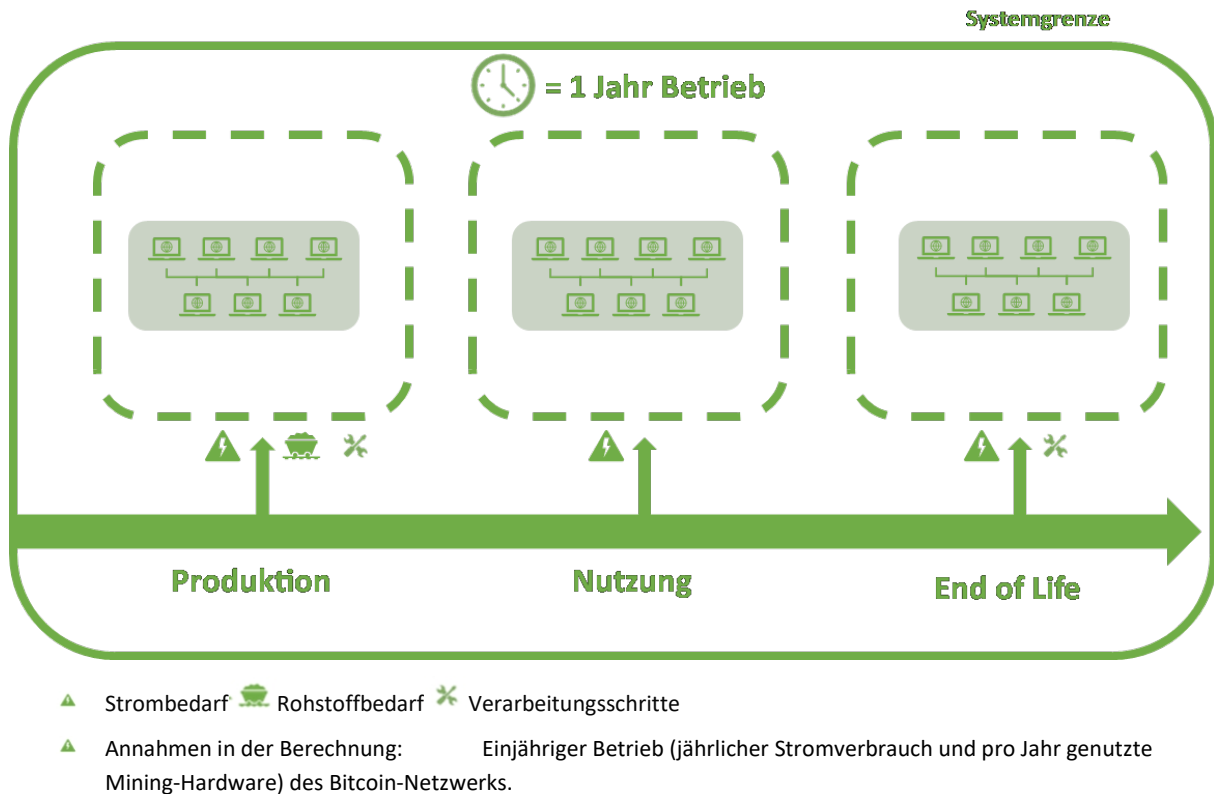 Systemgrenze
= 1 Jahr Betrieb
Produktion
Nutzung
End of Life
Strombedarf Rohstoffbedarf Verarbeitungsschritte
Annahmen in der Berechnung: Einjähriger Betrieb (jährlicher Stromverbrauch und pro Jahr genutzte
Mining-Hardware) des Bitcoin-Netzwerks.